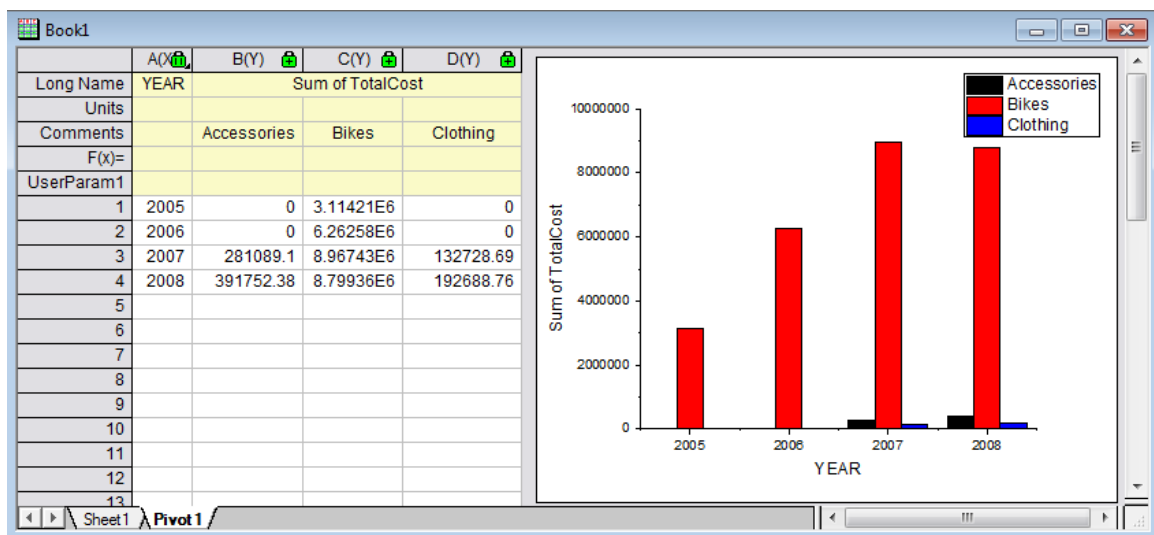 Book1
A(X) B(Y) C(Y) D(Y)
Long Name YEAR Sum of TotalCost
Units
Comments Accessories Bikes Clothing
F(x)=
UserParam1
1 2005 0 3.11421E6 0
2 2006 0 6.26258E6 0
3 2007 281089.1 8.96743E6 132728.69
4 2008 391752.38 8.79936E6 192688.76
5
6
7
8
9
10
11
12
13
Sheet1 Pivot1
Accessories
Bikes
Clothing
10000000
8000000
6000000
4000000
2000000
0
Sum of TotalCost
2005 2006 2007 2008
YEAR